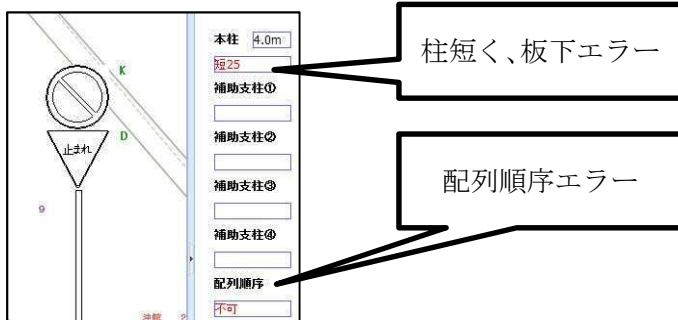 本柱 4.0m
短25
補助支柱①
補助支柱②
補助支柱③
補助支柱④
配列順序
不可
K
D
止まれ
9
2
柱短く、板下エラー
配列順序エラー